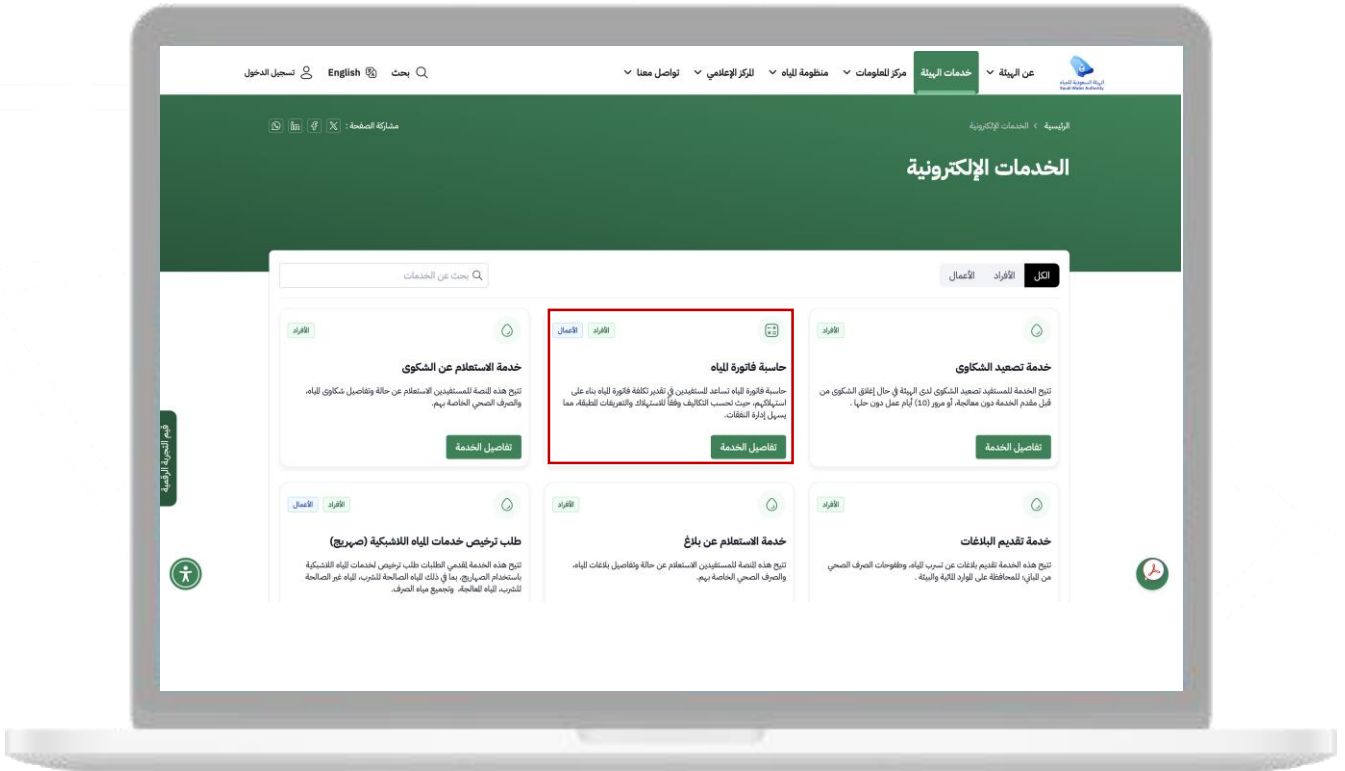 الهيئة السعودية للمياه
Saudi Water Authority
عن الهيئة
خدمات الهيئة
مركز المعلومات
منظومة المياه
المركز الإعلامي
تواصل معنا
بحث
English
تسجيل الدخول
الرئيسية > الخدمات الإلكترونية
مشاركة الصفحة :
الخدمات الإلكترونية
الكل
الأفراد
الأعمال
بحث عن الخدمات
الأفراد
خدمة تصعيد الشكاوى
تتيح الخدمة للمستفيد تصعيد الشكوى لدى الهيئة في حال إغلاق الشكوى من
قبل مقدم الخدمة دون معالجة، أو مرور (10) أيام عمل دون حلها .
تفاصيل الخدمة
الأفراد
الأعمال
حاسبة فاتورة المياه
حاسبة فاتورة المياه تساعد المستفيدين في تقدير تكلفة فاتورة المياه بناء على
استهلاكهم، حيث تحسب التكاليف وفقًا للاستهلاك والتعريفات المطبقة، مما
يسهل إدارة النفقات.
تفاصيل الخدمة
الأفراد
خدمة الاستعلام عن الشكوى
تتيح هذه المنصة للمستفيدين الاستعلام عن حالة وتفاصيل شكاوى المياه،
والصرف الصحي الخاصة بهم.
تفاصيل الخدمة
الأفراد
خدمة تقديم البلاغات
تتيح هذه الخدمة تقديم بلاغات عن تسرب المياه، وطفوحات الصرف الصحي
من المباني؛ للمحافظة على الموارد المائية والبيئة .
الأفراد
خدمة الاستعلام عن بلاغ
تتيح هذه المنصة للمستفيدين الاستعلام عن حالة وتفاصيل بلاغات المياه،
والصرف الصحي الخاصة بهم.
الأفراد
الأعمال
طلب ترخيص خدمات المياه اللاشبكية (صهريج)
تتيح هذه الخدمة لمقدمي الطلبات طلب ترخيص لخدمات المياه اللاشبكية
باستخدام الصهاريج، بما في ذلك المياه الصالحة للشرب، المياه غير الصالحة
للشرب، المياه المعالجة، وتجميع مياه الصرف.
قيم التجربة الرقمية